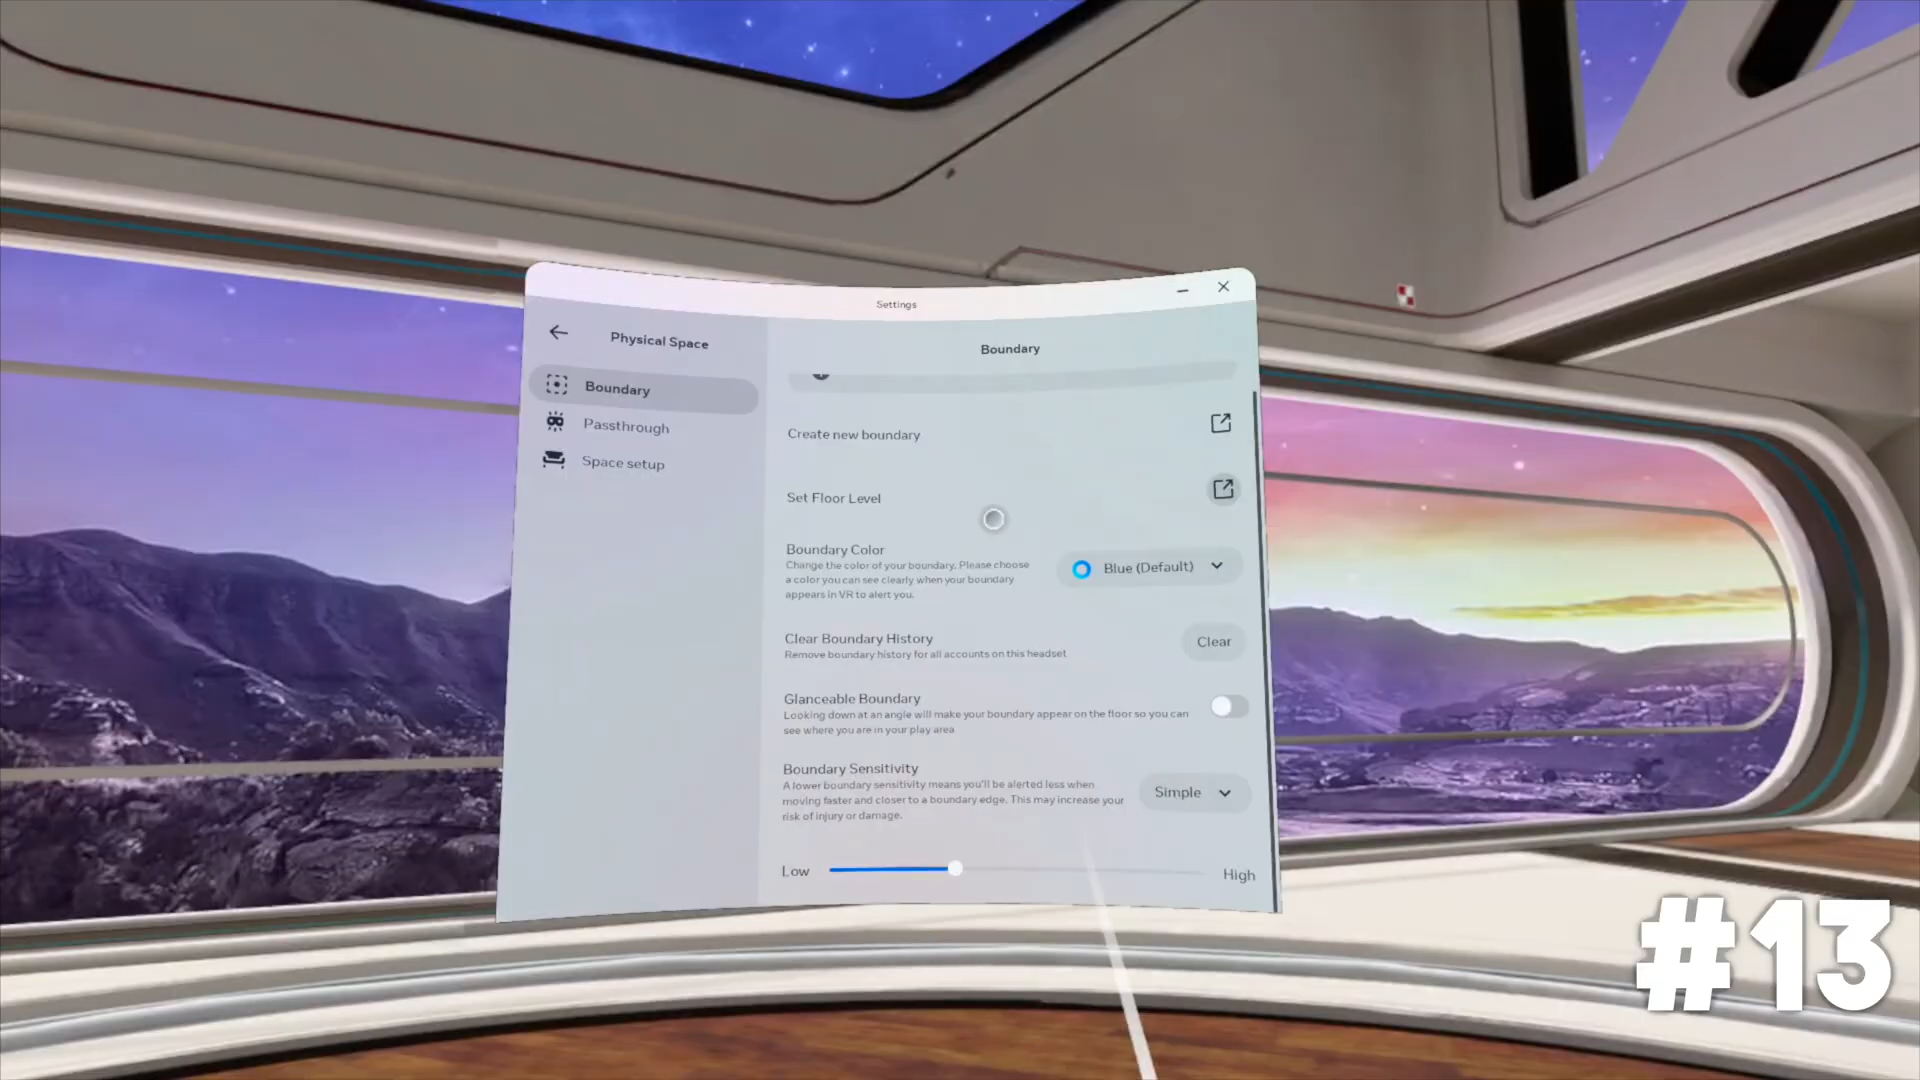 Settings
Physical Space
Boundary
Passthrough
Space setup
Boundary
Create new boundary
Set Floor Level
Boundary Color
Change the color of your boundary. Please choose
a color you can see clearly when your boundary
appears in VR to alert you.
Blue (Default)
Clear Boundary History
Remove boundary history for all accounts on this headset
Clear
Glanceable Boundary
Looking down at an angle will make your boundary appear on the floor so you can
see where you are in your play area
Boundary Sensitivity
A lower boundary sensitivity means you'll be alerted less when
moving faster and closer to a boundary edge. This may increase your
risk of injury or damage.
Simple
Low
High
#13